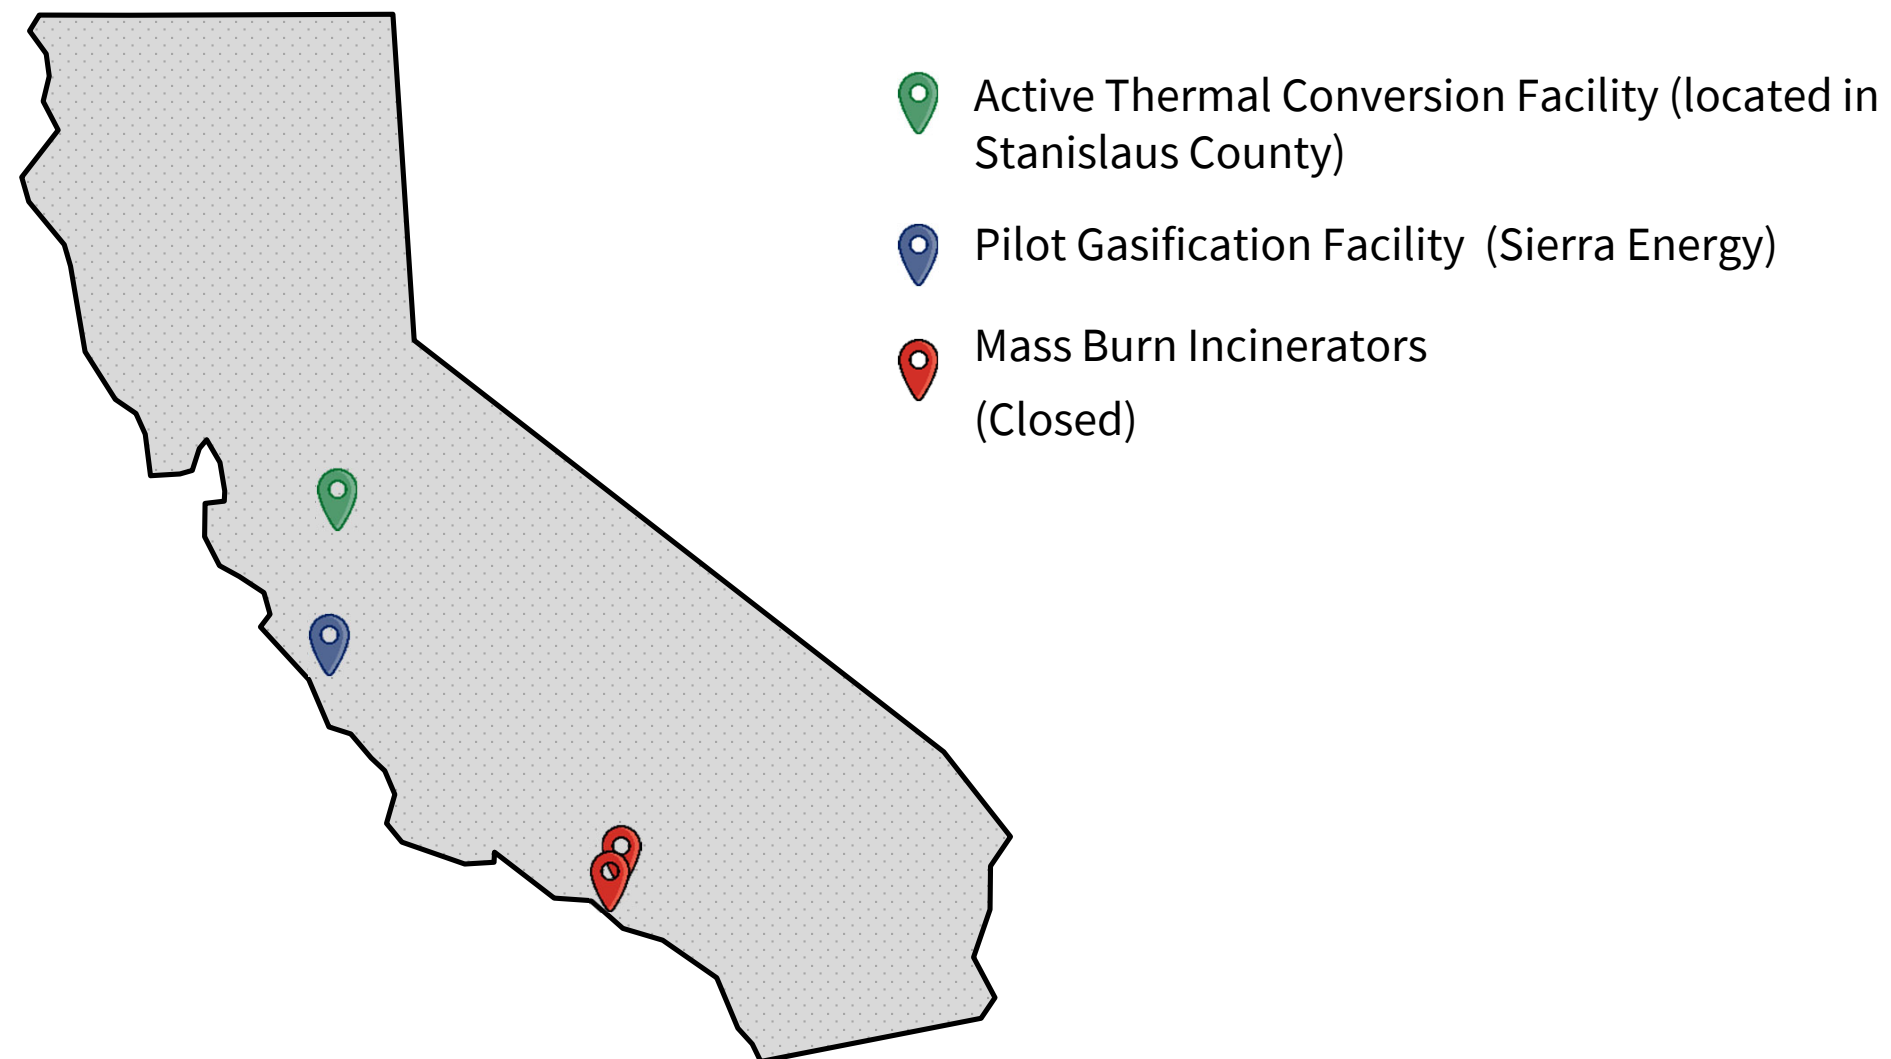 Active Thermal Conversion Facility (located in
Stanislaus County)
Pilot Gasification Facility  (Sierra Energy)
Mass Burn Incinerators
(Closed)